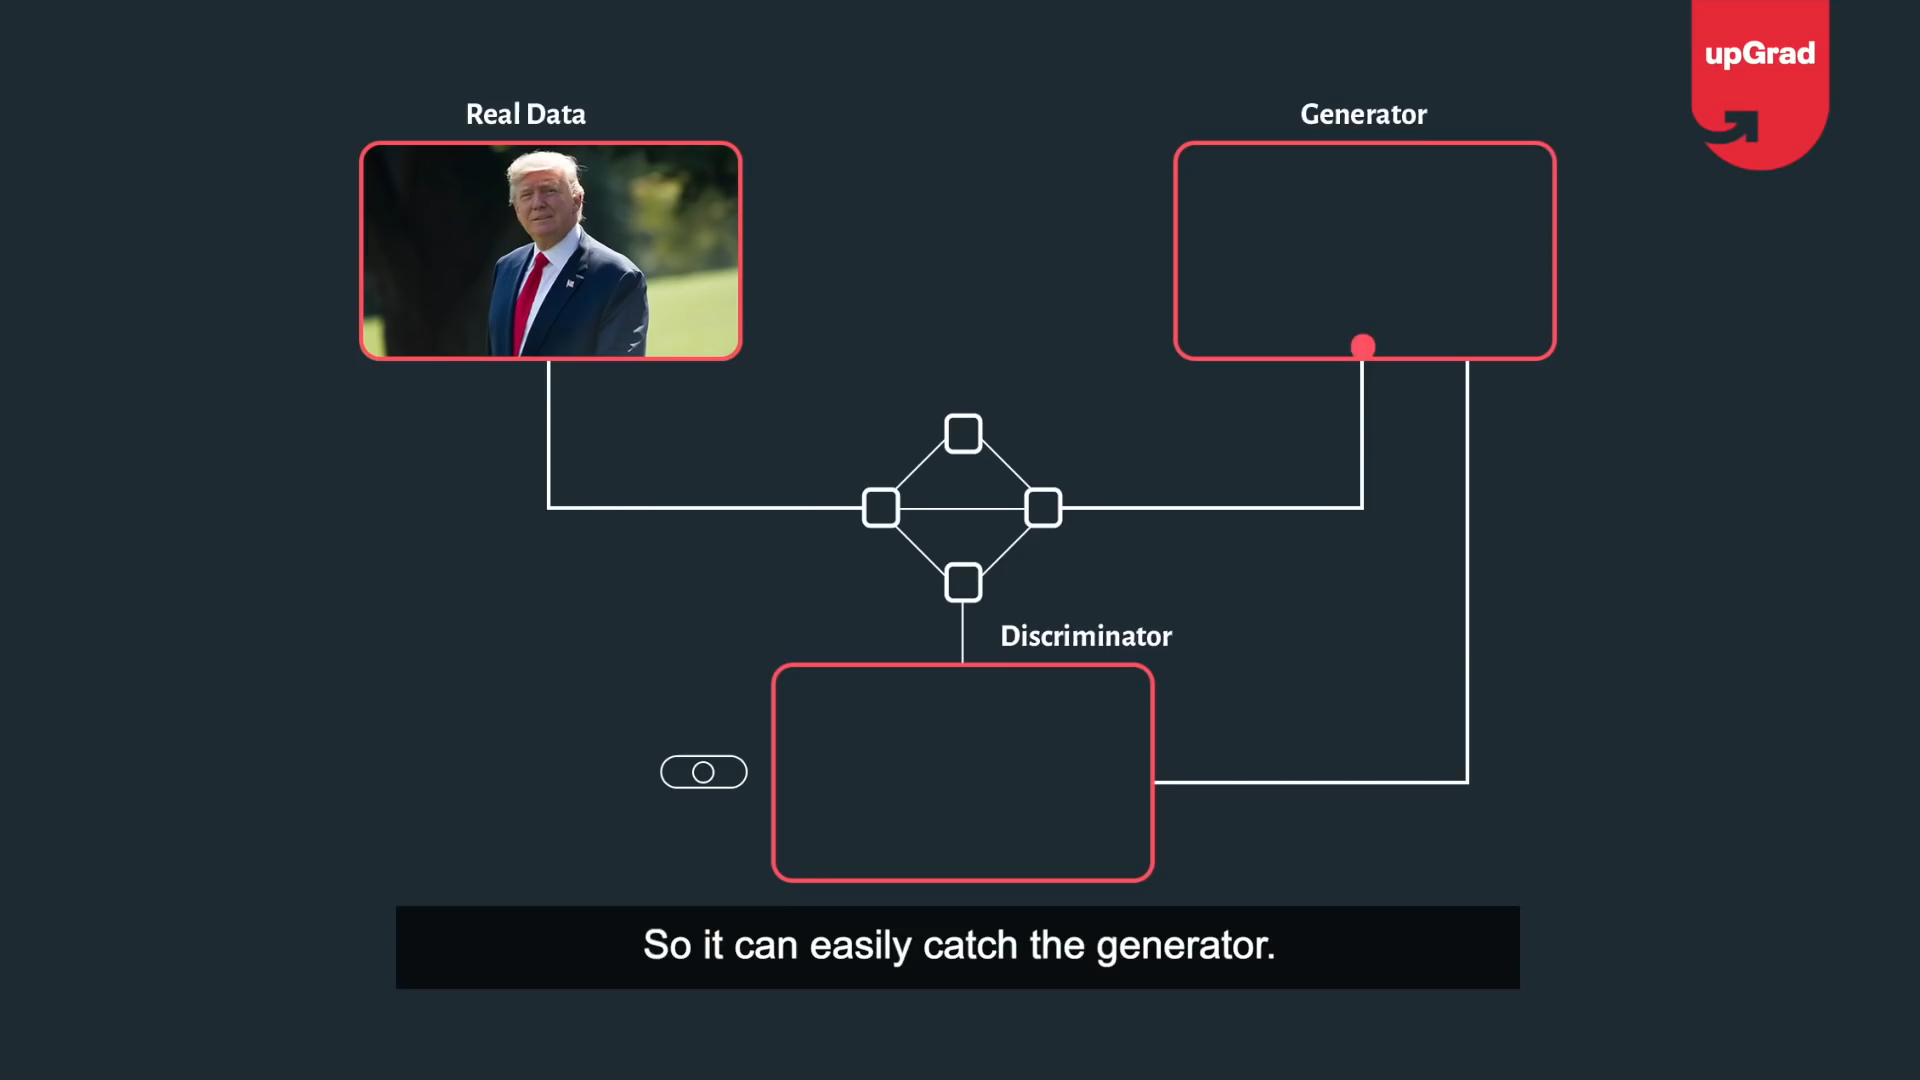 upGrad
Real Data
Generator
Discriminator
So it can easily catch the generator.